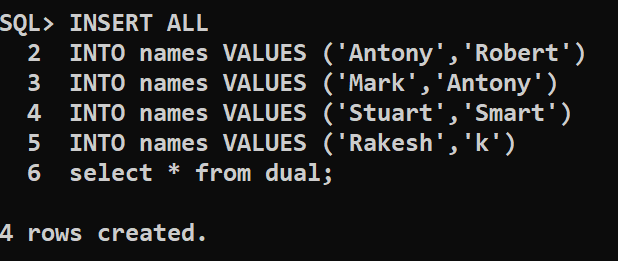 SQL> INSERT ALL
  2  INTO names VALUES ('Antony','Robert')
  3  INTO names VALUES ('Mark','Antony')
  4  INTO names VALUES ('Stuart','Smart')
  5  INTO names VALUES ('Rakesh','k')
  6  select * from dual;
4 rows created.